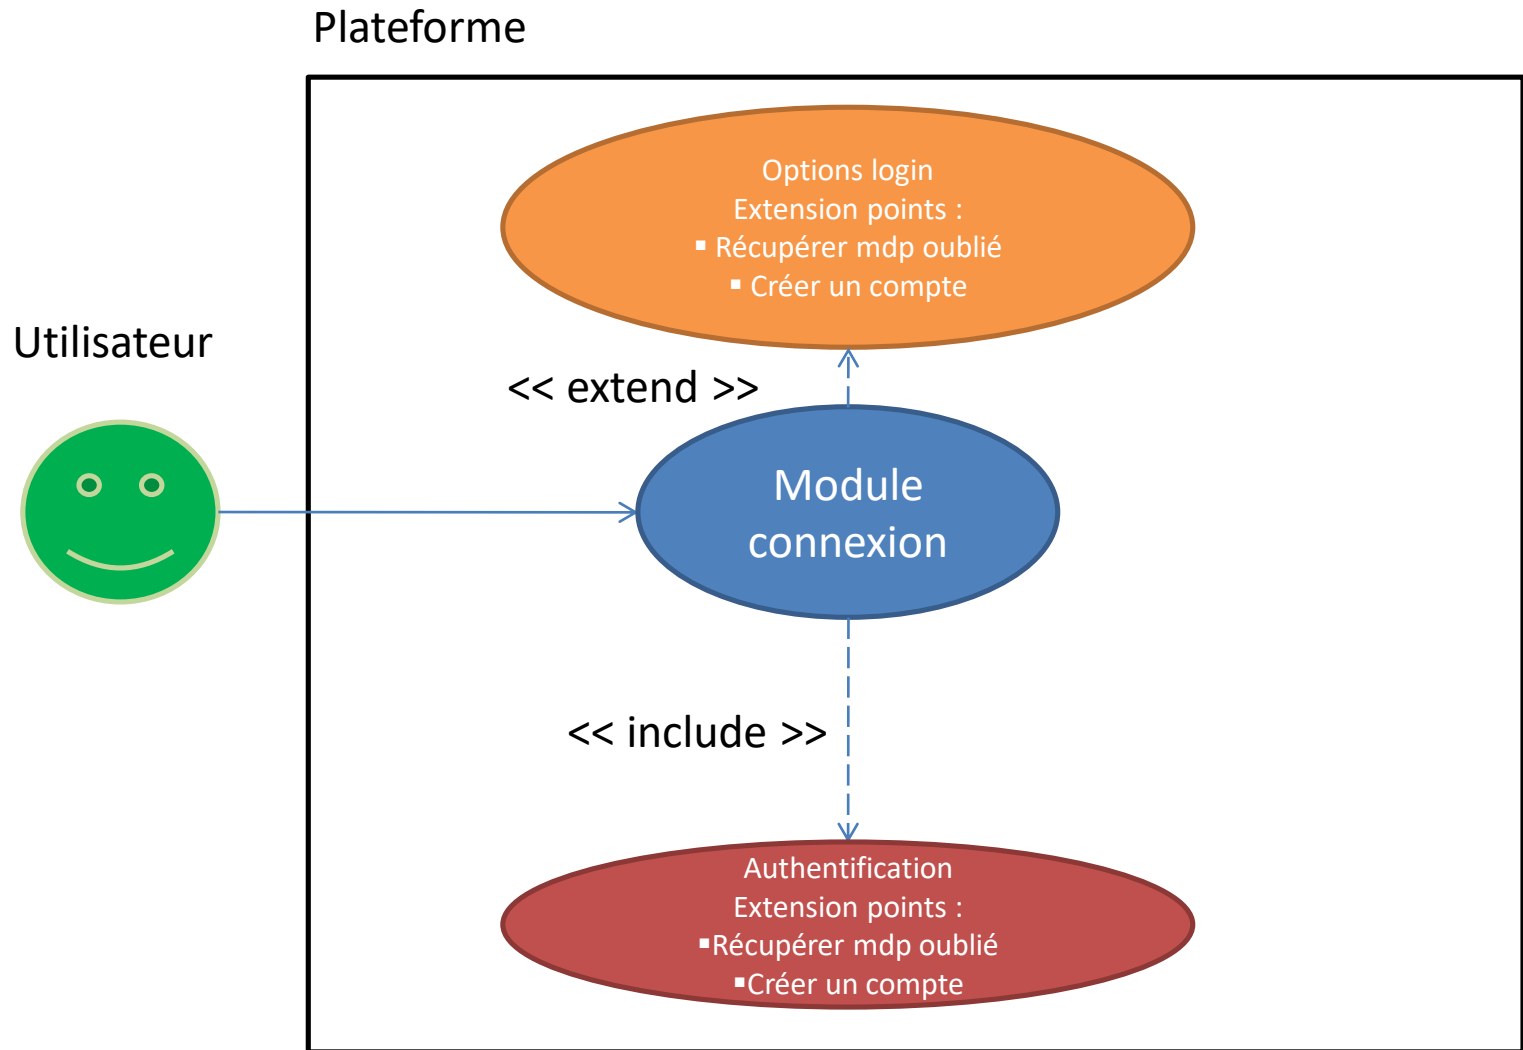 Plateforme
Options login
Extension points :
▪ Récupérer mdp oublié
▪ Créer un compte
Utilisateur
<< extend >>
Module
connexion
<< include >>
Authentification
Extension points :
▪Récupérer mdp oublié
▪Créer un compte